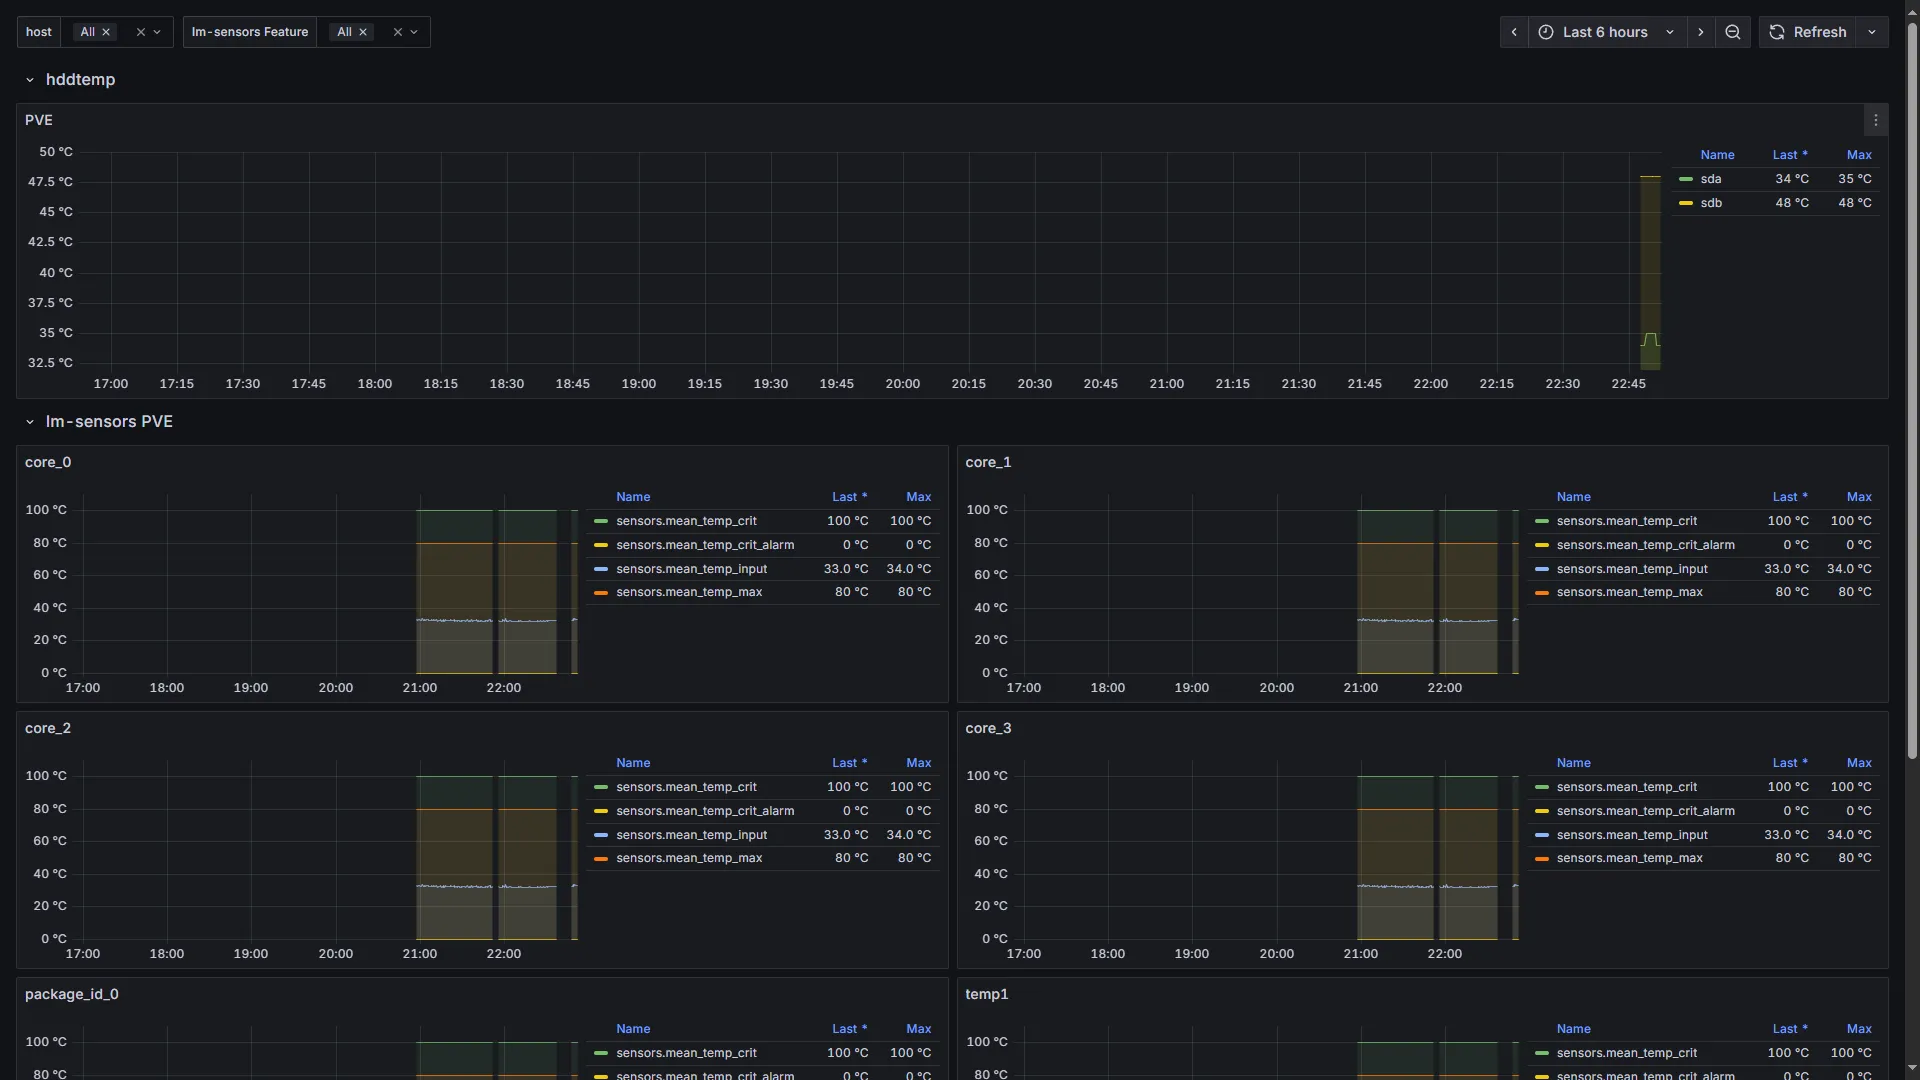 host All × × lm-sensors Feature All × × Last 6 hours Refresh
hddtemp
PVE
Name Last * Max
sda 34 °C 35 °C
sdb 48 °C 48 °C
50 °C
47.5 °C
45 °C
42.5 °C
40 °C
37.5 °C
35 °C
32.5 °C
17:00 17:15 17:30 17:45 18:00 18:15 18:30 18:45 19:00 19:15 19:30 19:45 20:00 20:15 20:30 20:45 21:00 21:15 21:30 21:45 22:00 22:15 22:30 22:45
lm-sensors PVE
core_0
100 °C
80 °C
60 °C
40 °C
20 °C
0 °C
17:00 18:00 19:00 20:00 21:00 22:00
Name Last * Max
sensors.mean_temp_crit 100 °C 100 °C
sensors.mean_temp_crit_alarm 0 °C 0 °C
sensors.mean_temp_input 33.0 °C 34.0 °C
sensors.mean_temp_max 80 °C 80 °C
core_1
100 °C
80 °C
60 °C
40 °C
20 °C
0 °C
17:00 18:00 19:00 20:00 21:00 22:00
Name Last * Max
sensors.mean_temp_crit 100 °C 100 °C
sensors.mean_temp_crit_alarm 0 °C 0 °C
sensors.mean_temp_input 33.0 °C 34.0 °C
sensors.mean_temp_max 80 °C 80 °C
core_2
100 °C
80 °C
60 °C
40 °C
20 °C
0 °C
17:00 18:00 19:00 20:00 21:00 22:00
Name Last * Max
sensors.mean_temp_crit 100 °C 100 °C
sensors.mean_temp_crit_alarm 0 °C 0 °C
sensors.mean_temp_input 33.0 °C 34.0 °C
sensors.mean_temp_max 80 °C 80 °C
core_3
100 °C
80 °C
60 °C
40 °C
20 °C
0 °C
17:00 18:00 19:00 20:00 21:00 22:00
Name Last * Max
sensors.mean_temp_crit 100 °C 100 °C
sensors.mean_temp_crit_alarm 0 °C 0 °C
sensors.mean_temp_input 33.0 °C 34.0 °C
sensors.mean_temp_max 80 °C 80 °C
package_id_0
100 °C
80 °C
Name Last * Max
sensors.mean_temp_crit 100 °C 100 °C
sensors.mean_temp_crit_alarm 0 °C 0 °C
temp1
100 °C
80 °C
Name Last * Max
sensors.mean_temp_crit 100 °C 100 °C
sensors.mean_temp_crit_alarm 0 °C 0 °C